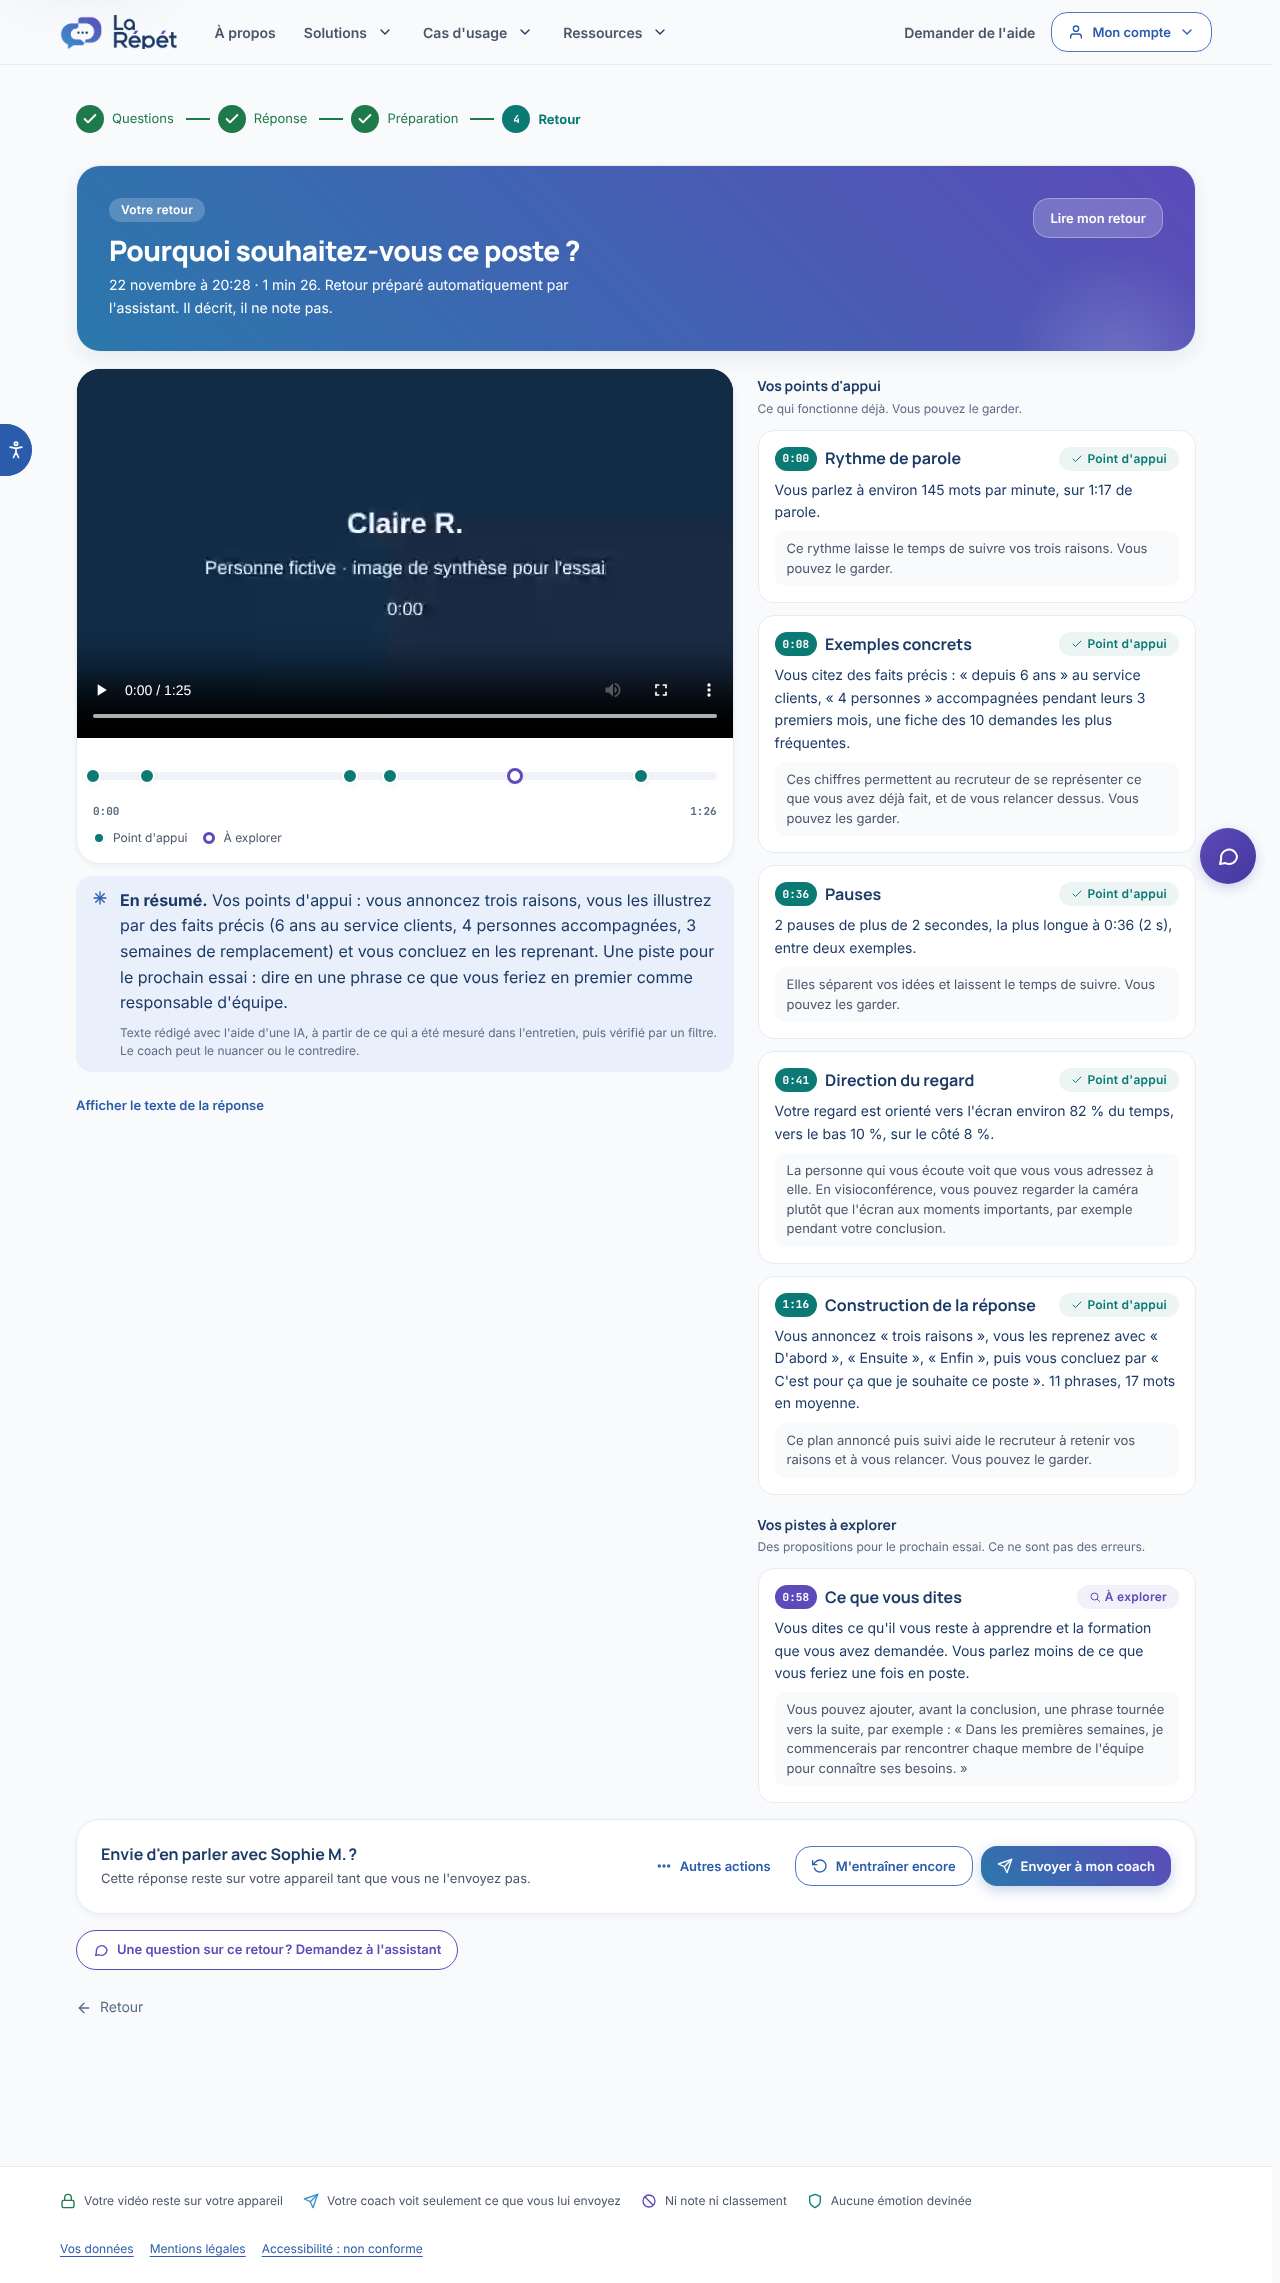 La Répét
À propos
Solutions
Cas d'usage
Ressources
Demander de l'aide
Mon compte
Questions
Réponse
Préparation
4
Retour
Votre retour
Lire mon retour
Pourquoi souhaitez-vous ce poste ?
22 novembre à 20:28 · 1 min 26. Retour préparé automatiquement par
l'assistant. Il décrit, il ne note pas.
Claire R.
Personne fictive · image de synthèse pour l'essai
0:00
0:00 / 1:25
0:00
1:26
Point d'appui
À explorer
En résumé. Vos points d'appui : vous annoncez trois raisons, vous les illustrez
par des faits précis (6 ans au service clients, 4 personnes accompagnées, 3
semaines de remplacement) et vous concluez en les reprenant. Une piste pour
le prochain essai : dire en une phrase ce que vous feriez en premier comme
responsable d'équipe.
Texte rédigé avec l'aide d'une IA, à partir de ce qui a été mesuré dans l'entretien, puis vérifié par un filtre.
Le coach peut le nuancer ou le contredire.
Afficher le texte de la réponse
Vos points d'appui
Ce qui fonctionne déjà. Vous pouvez le garder.
0:00
Rythme de parole
Point d'appui
Vous parlez à environ 145 mots par minute, sur 1:17 de
parole.
Ce rythme laisse le temps de suivre vos trois raisons. Vous
pouvez le garder.
0:08
Exemples concrets
Point d'appui
Vous citez des faits précis : « depuis 6 ans » au service
clients, « 4 personnes » accompagnées pendant leurs 3
premiers mois, une fiche des 10 demandes les plus
fréquentes.
Ces chiffres permettent au recruteur de se représenter ce
que vous avez déjà fait, et de vous relancer dessus. Vous
pouvez les garder.
0:36
Pauses
Point d'appui
2 pauses de plus de 2 secondes, la plus longue à 0:36 (2 s),
entre deux exemples.
Elles séparent vos idées et laissent le temps de suivre. Vous
pouvez les garder.
0:41
Direction du regard
Point d'appui
Votre regard est orienté vers l'écran environ 82 % du temps,
vers le bas 10 %, sur le côté 8 %.
La personne qui vous écoute voit que vous vous adressez à
elle. En visioconférence, vous pouvez regarder la caméra
plutôt que l'écran aux moments importants, par exemple
pendant votre conclusion.
1:16
Construction de la réponse
Point d'appui
Vous annoncez « trois raisons », vous les reprenez avec «
D'abord », « Ensuite », « Enfin », puis vous concluez par «
C'est pour ça que je souhaite ce poste ». 11 phrases, 17 mots
en moyenne.
Ce plan annoncé puis suivi aide le recruteur à retenir vos
raisons et à vous relancer. Vous pouvez le garder.
Vos pistes à explorer
Des propositions pour le prochain essai. Ce ne sont pas des erreurs.
0:58
Ce que vous dites
À explorer
Vous dites ce qu'il vous reste à apprendre et la formation
que vous avez demandée. Vous parlez moins de ce que
vous feriez une fois en poste.
Vous pouvez ajouter, avant la conclusion, une phrase tournée
vers la suite, par exemple : « Dans les premières semaines, je
commencerais par rencontrer chaque membre de l'équipe
pour connaître ses besoins. »
Envie d'en parler avec Sophie M. ?
Cette réponse reste sur votre appareil tant que vous ne l'envoyez pas.
Autres actions
M'entraîner encore
Envoyer à mon coach
Une question sur ce retour ? Demandez à l'assistant
Retour
Votre vidéo reste sur votre appareil
Votre coach voit seulement ce que vous lui envoyez
Ni note ni classement
Aucune émotion devinée
Vos données
Mentions légales
Accessibilité : non conforme